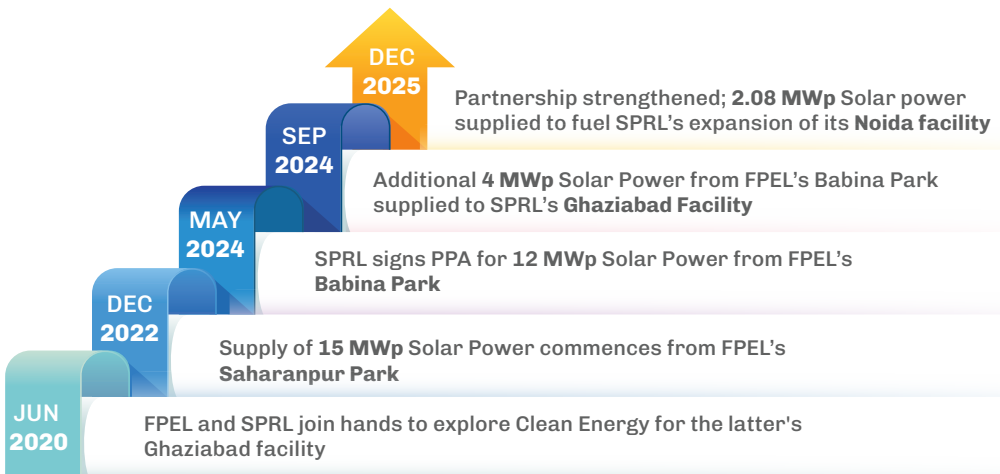 DEC
2025
Partnership strengthened; 2.08 MWp Solar power
supplied to fuel SPRL's expansion of its Noida facility
SEP
2024
Additional 4 MWp Solar Power from FPEL's Babina Park
supplied to SPRL's Ghaziabad Facility
MAY
2024
SPRL signs PPA for 12 MWp Solar Power from FPEL's
Babina Park
DEC
2022
Supply of 15 MWp Solar Power commences from FPEL's
Saharanpur Park
JUN
2020
FPEL and SPRL join hands to explore Clean Energy for the latter's
Ghaziabad facility